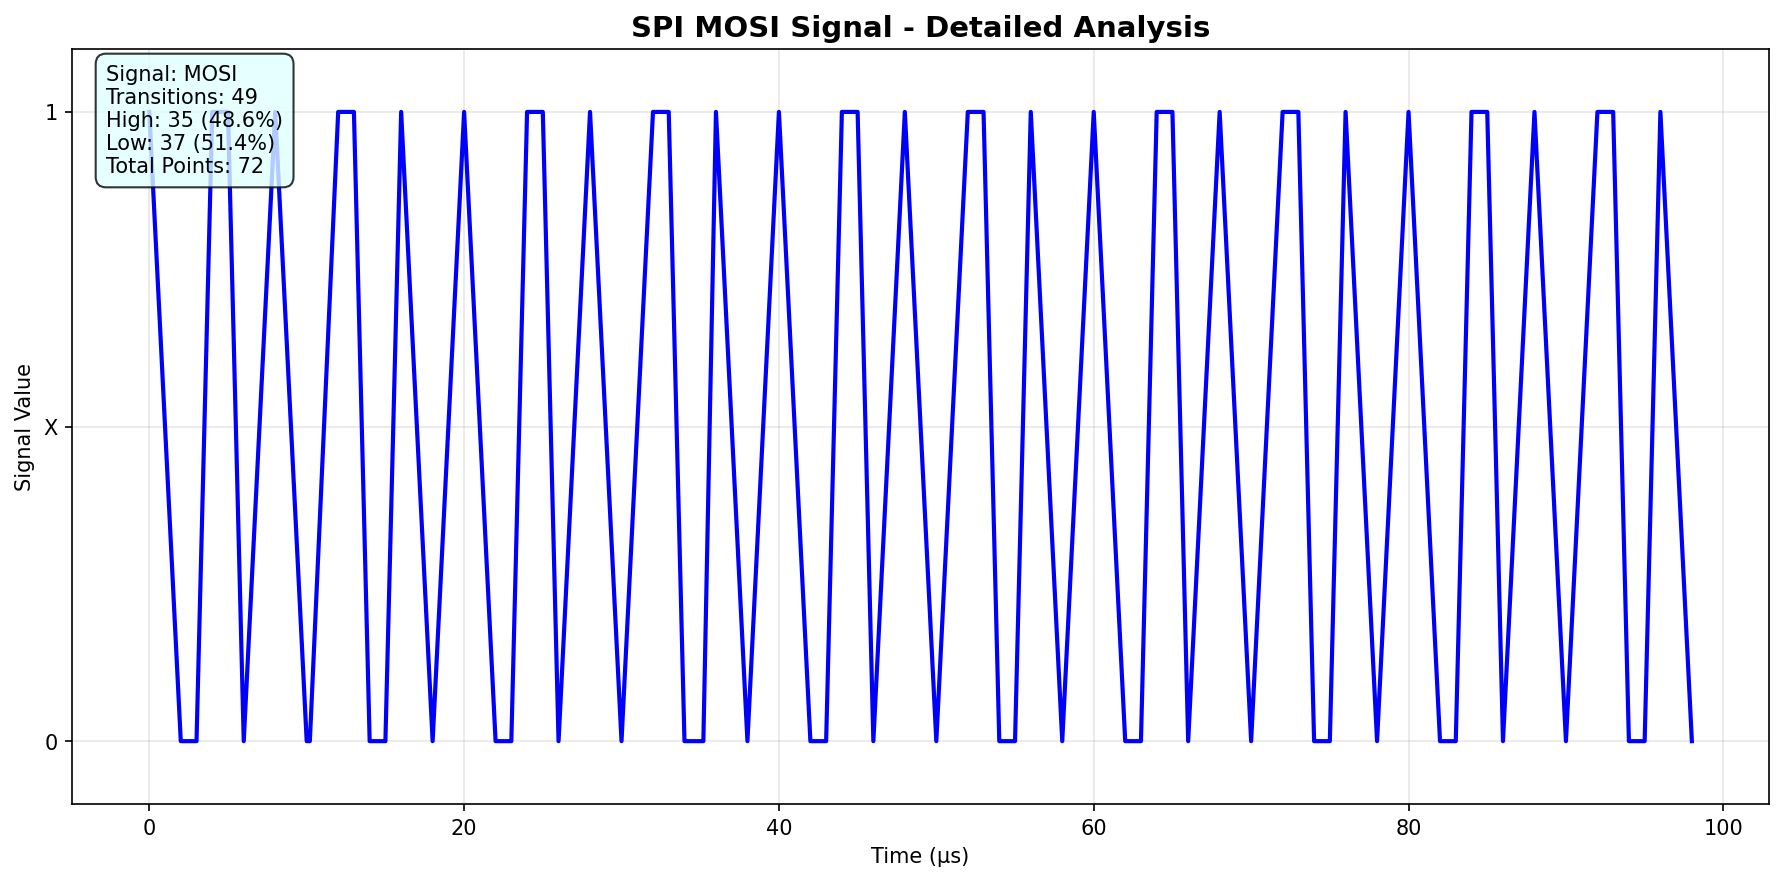 SPI MOSI Signal - Detailed Analysis
Signal: MOSI
Transitions: 49
High: 35 (48.6%)
Low: 37 (51.4%)
Total Points: 72
1
X
0
Signal Value
0 20 40 60 80 100
Time (µs)